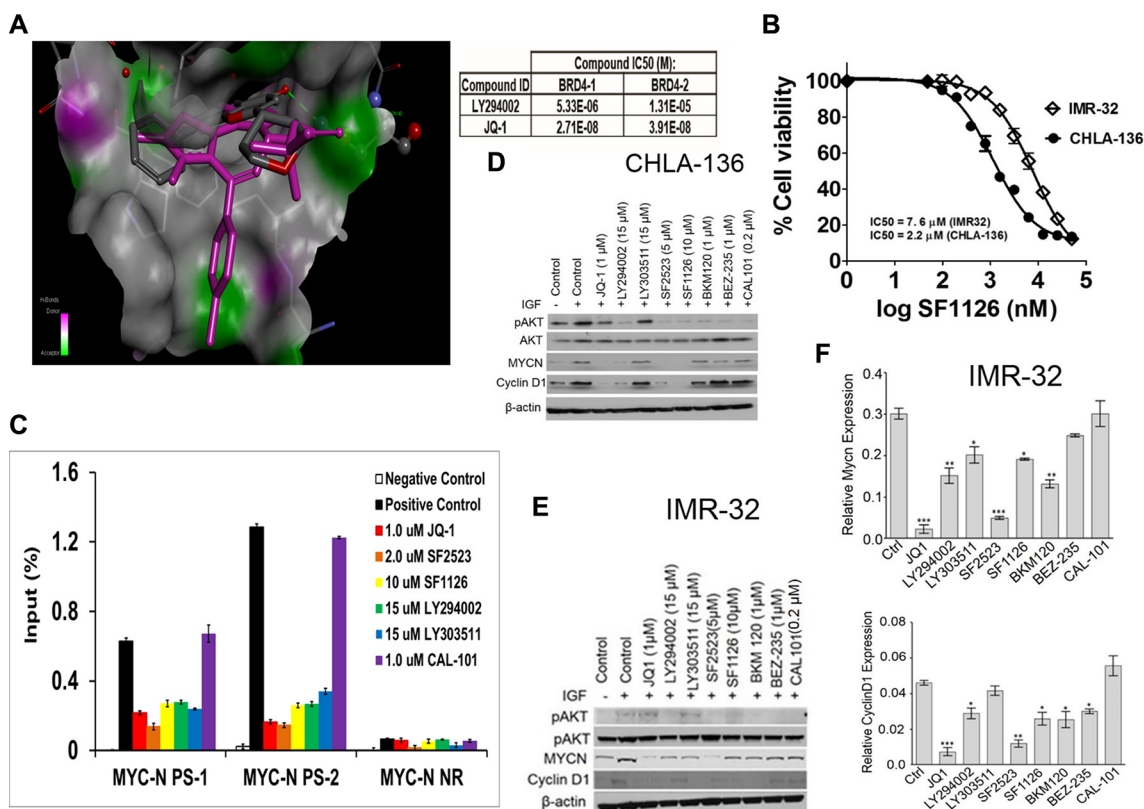 A
H-Bonds
Donor
Acceptor
Compound IC50 (M):
Compound ID BRD4-1 BRD4-2
LY294002 5.33E-06 1.31E-05
JQ-1 2.71E-08 3.91E-08
B
% Cell viability
100
80
60
40
20
0
0 1 2 3 4 5
log SF1126 (nM)
IMR-32
CHLA-136
IC50 = 7. 6 μM (IMR32)
IC50 = 2.2 μM (CHLA-136)
C
Input (%)
1.6
1.2
0.8
0.4
0
MYC-N PS-1 MYC-N PS-2 MYC-N NR
Negative Control
Positive Control
1.0 uM JQ-1
2.0 uM SF2523
10 uM SF1126
15 uM LY294002
15 uM LY303511
1.0 uM CAL-101
D
CHLA-136
- Control
+ Control
+ JQ-1 (1 μM)
+LY294002 (15 μM)
+LY303511 (15 μM)
+SF2523 (5 μM)
+SF1126 (10 μM)
+BKM120 (1 μM)
+BEZ-235 (1 μM)
+CAL101 (0.2 μM)
IGF
pAKT
AKT
MYCN
Cyclin D1
β-actin
E
IMR-32
- Control
+ Control
+ JQ1 (1μM)
+ LY294002 (15 μM)
+LY303511 (15 μM)
+ SF2523(5μM)
+ SF1126 (10μM)
+ BKM 120 (1μM)
+ BEZ-235 (1μM)
+ CAL101(0.2 μM)
IGF
pAKT
pAKT
MYCN
Cyclin D1
β-actin
F
IMR-32
Relative Mycn Expression
0.4
0.3
0.2
0.1
0.0
*** ** * *** * **
Ctrl JQ1 LY294002 LY303511 SF2523 SF1126 BKM120 BEZ-235 CAL-101
Relative CyclinD1 Expression
0.08
0.06
0.04
0.02
0.00
*** * ** * * *
Ctrl JQ1 LY294002 LY303511 SF2523 SF1126 BKM120 BEZ-235 CAL-101